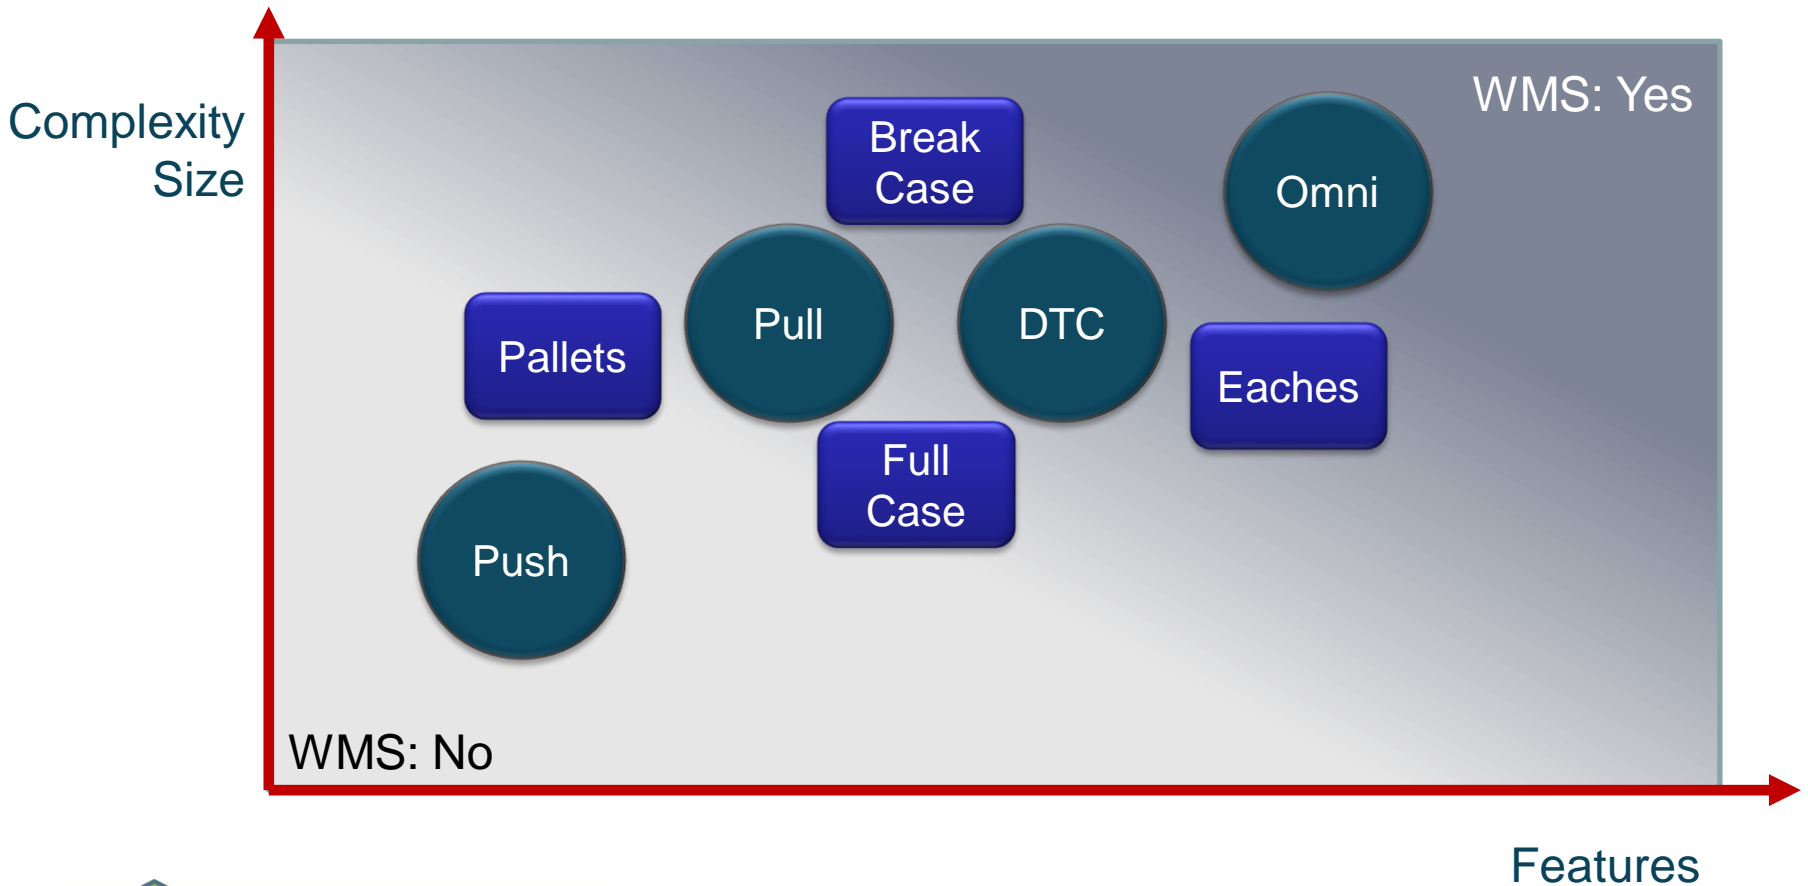 Complexity
Size
WMS: Yes
Break
Case
Omni
Pull
DTC
Pallets
Eaches
Full
Case
Push
WMS: No
Features